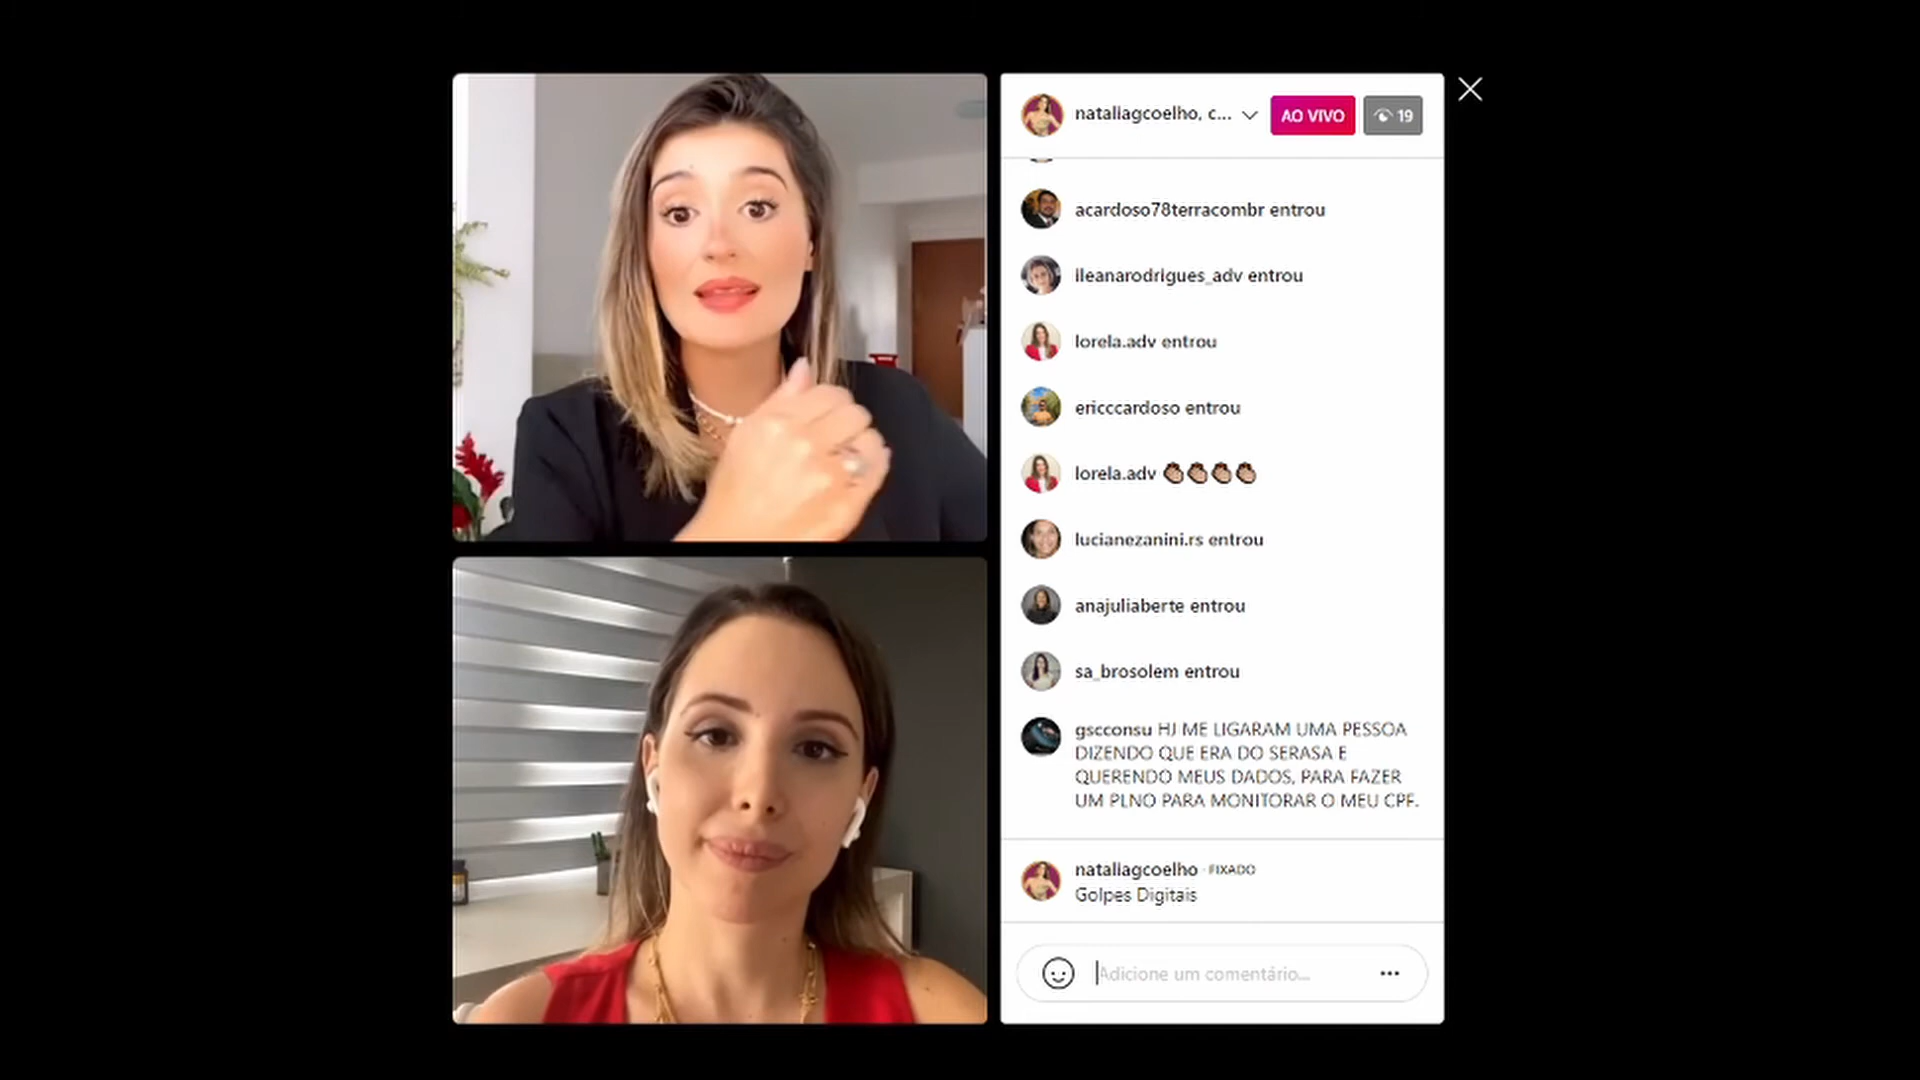 nataliagcoelho, c...
AO VIVO
19
acardoso78terracombr entrou
ileanarodrigues_adv entrou
lorela.adv entrou
ericccardoso entrou
lorela.adv 👏🏼👏🏼👏🏼👏🏼
lucianezanini.rs entrou
anajuliaberte entrou
sa_brosolem entrou
gscconsu HJ ME LIGARAM UMA PESSOA
DIZENDO QUE ERA DO SERASA E
QUERENDO MEUS DADOS, PARA FAZER
UM PLNO PARA MONITORAR O MEU CPF.
nataliagcoelho · FIXADO
Golpes Digitais
Adicione um comentário...